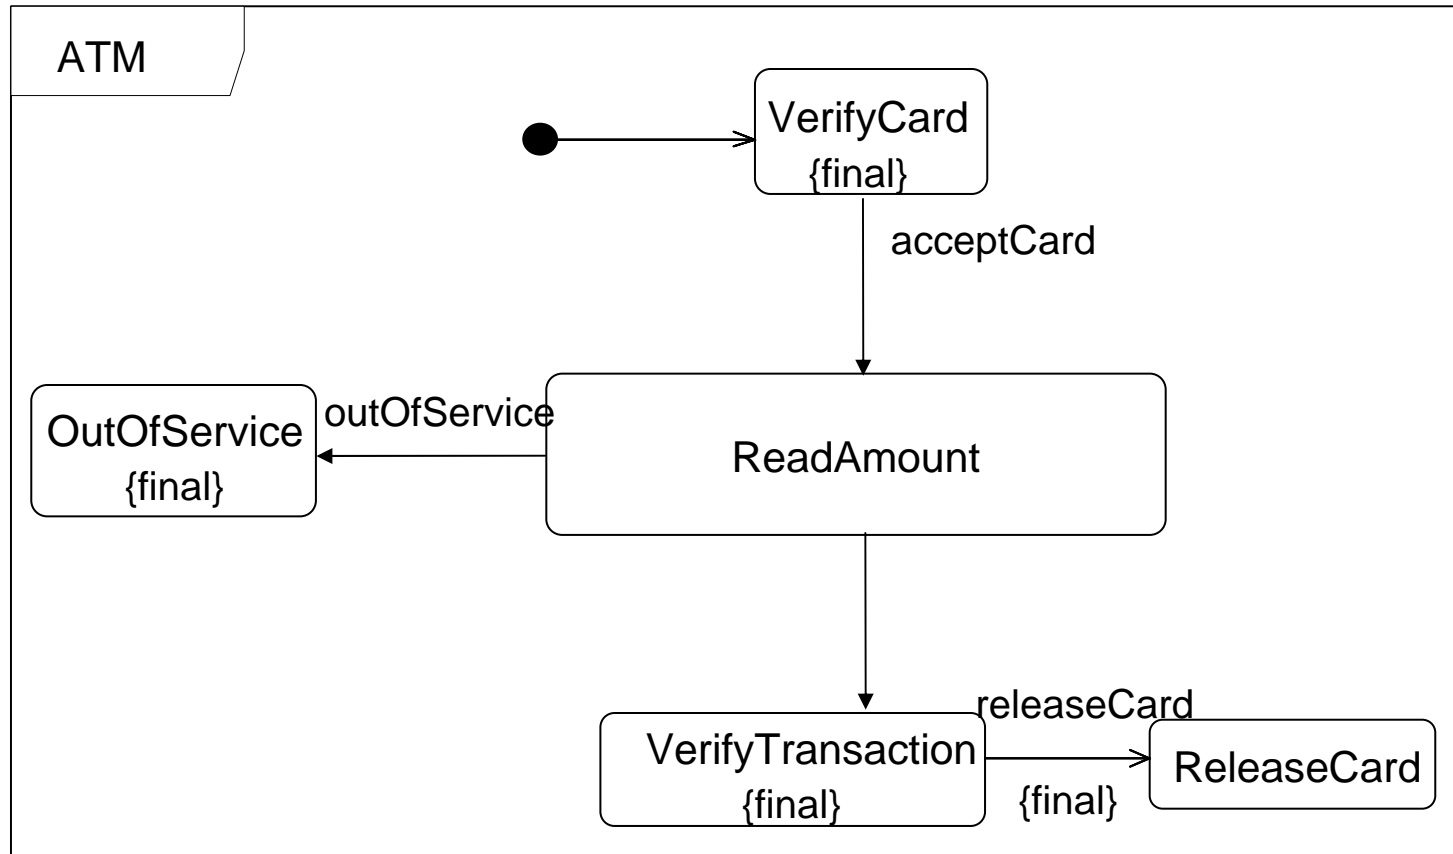 ATM
VerifyCard
{final}
acceptCard
OutOfService
{final}
outOfService
ReadAmount
VerifyTransaction
{final}
releaseCard
{final}
ReleaseCard